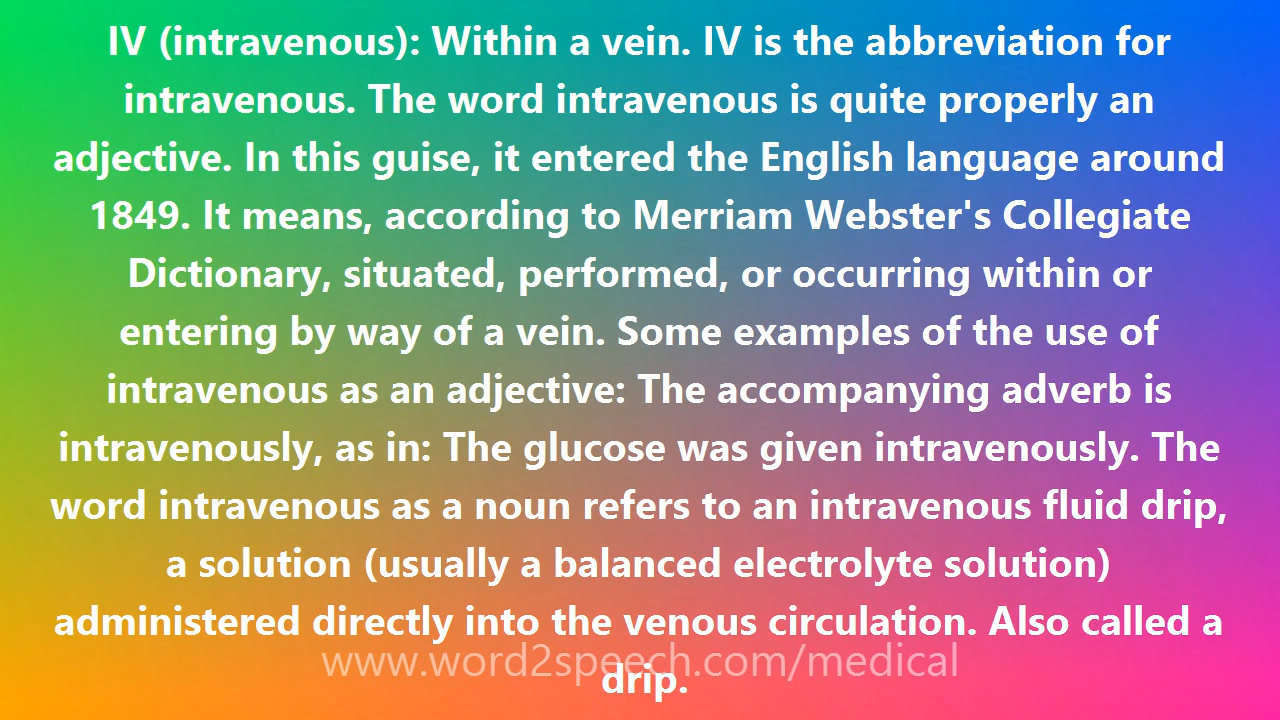 IV (intravenous): Within a vein. IV is the abbreviation for
intravenous. The word intravenous is quite properly an
adjective. In this guise, it entered the English language around
1849. It means, according to Merriam Webster's Collegiate
Dictionary, situated, performed, or occurring within or
entering by way of a vein. Some examples of the use of
intravenous as an adjective: The accompanying adverb is
intravenously, as in: The glucose was given intravenously. The
word intravenous as a noun refers to an intravenous fluid drip,
a solution (usually a balanced electrolyte solution)
administered directly into the venous circulation. Also called a
www.word2speech.com/medical
drip.